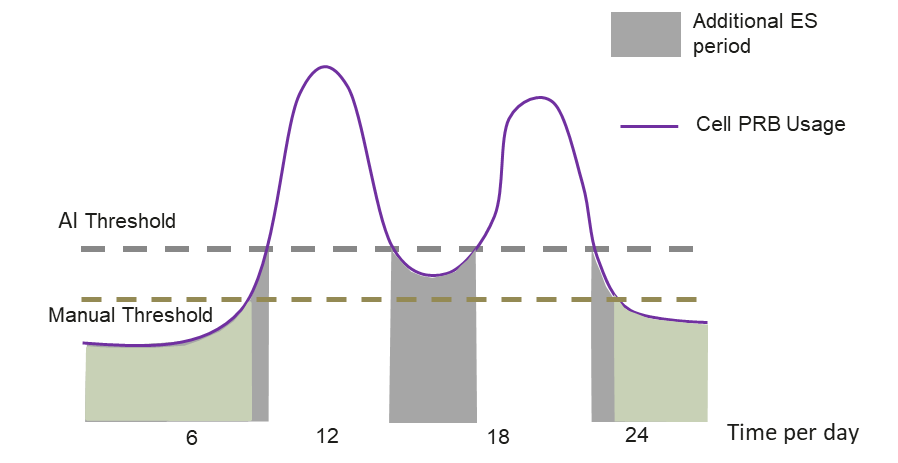 Additional ES
period
Cell PRB Usage
AI Threshold
Manual Threshold
6
12
18
24
Time per day